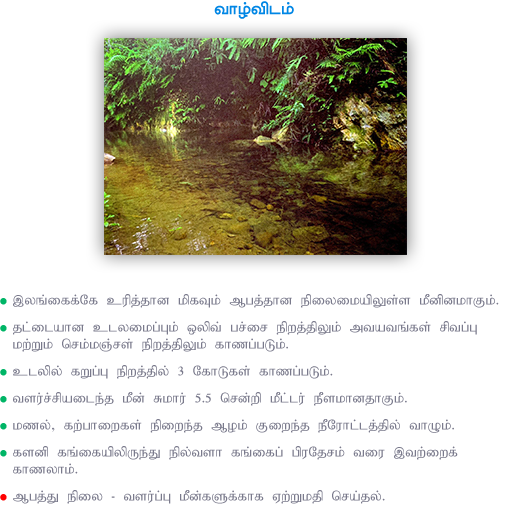 வாழ்விடம்
இலங்கைக்கே உரித்தான மிகவும் ஆபத்தான நிலைமையிலுள்ள மீனினமாகும்.
தட்டையான உடலமைப்பும் ஒலிவ் பச்சை நிறத்திலும் அவயவங்கள் சிவப்பு
மற்றும் செம்மஞ்சள் நிறத்திலும் காணப்படும்.
உடலில் கறுப்பு நிறத்தில் 3 கோடுகள் காணப்படும்.
வளர்ச்சியடைந்த மீன் சுமார் 5.5 சென்றி மீட்டர் நீளமானதாகும்.
மணல், கற்பாறைகள் நிறைந்த ஆழம் குறைந்த நீரோட்டத்தில் வாழும்.
களனி கங்கையிலிருந்து நில்வளா கங்கைப் பிரதேசம் வரை இவற்றைக்
காணலாம்.
ஆபத்து நிலை - வளர்ப்பு மீன்களுக்காக ஏற்றுமதி செய்தல்.